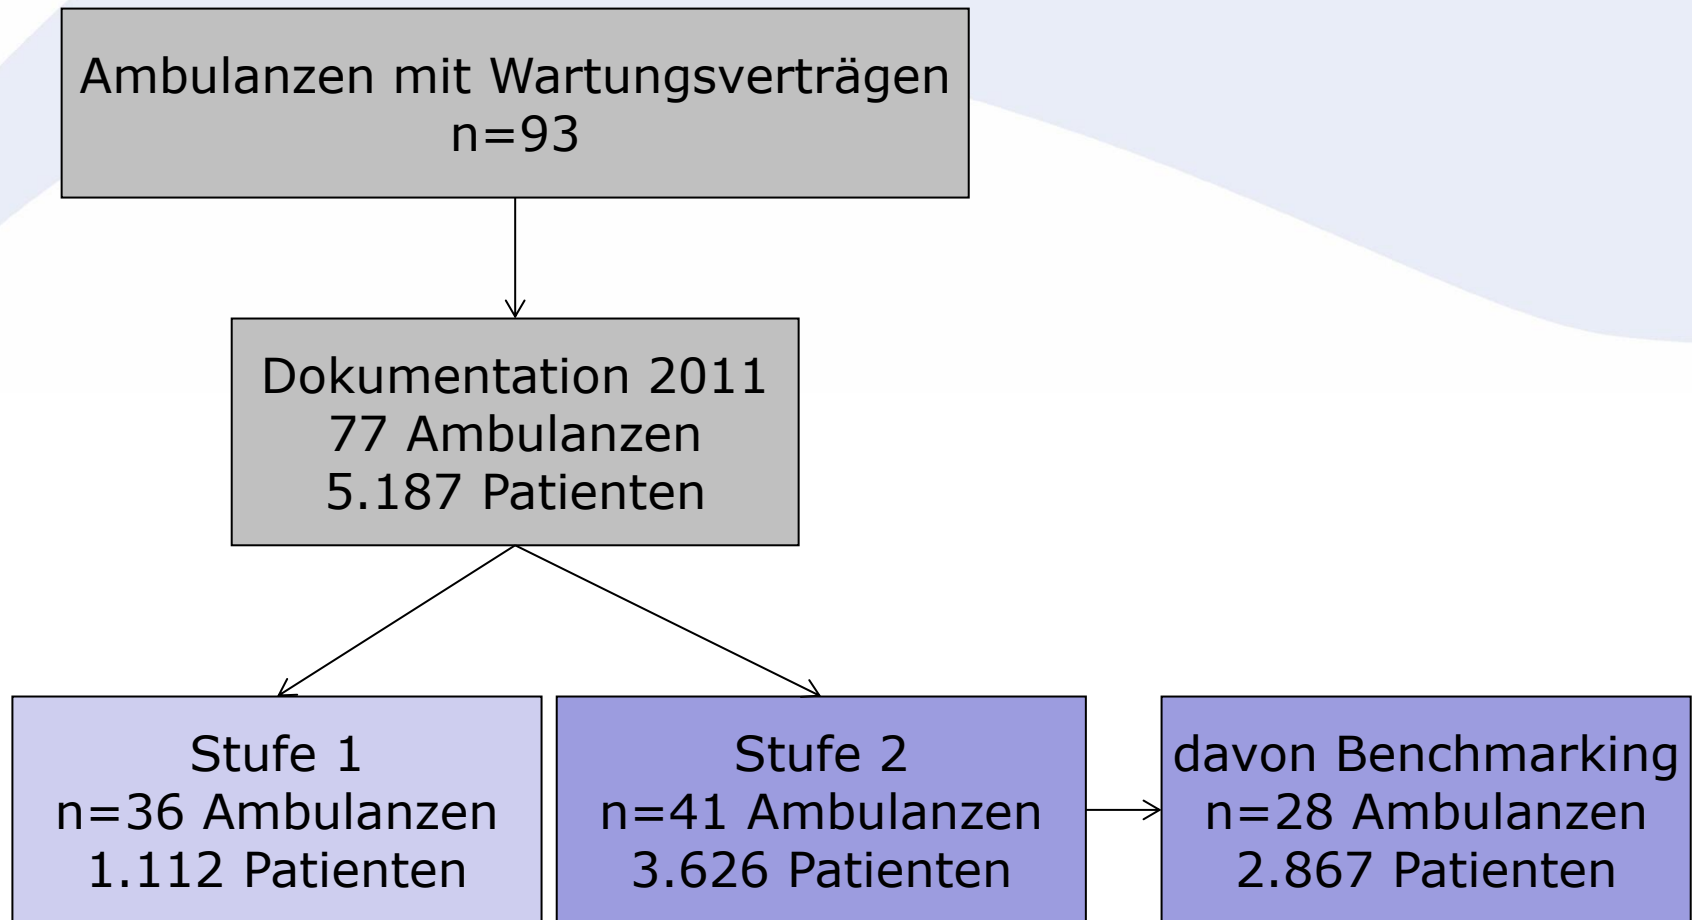 Ambulanzen mit Wartungsverträgen
n=93
Dokumentation 2011
77 Ambulanzen
5.187 Patienten
Stufe 1
n=36 Ambulanzen
1.112 Patienten
Stufe 2
n=41 Ambulanzen
3.626 Patienten
davon Benchmarking
n=28 Ambulanzen
2.867 Patienten